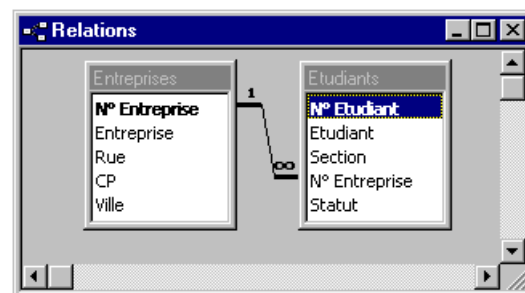 Relations
Entreprises
N° Entreprise
Entreprise
Rue
CP
Ville
1
∞
Etudiants
N° Etudiant
Etudiant
Section
N° Entreprise
Statut